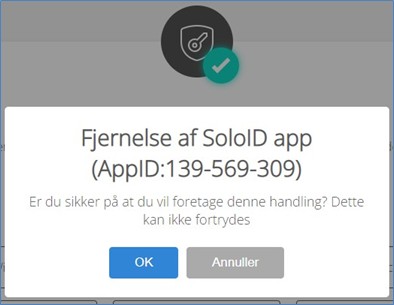 Fjernelse af SoloID app
(AppID:139-569-309)
Er du sikker på at du vil foretage denne handling? Dette
kan ikke fortrydes
OK
Annuller